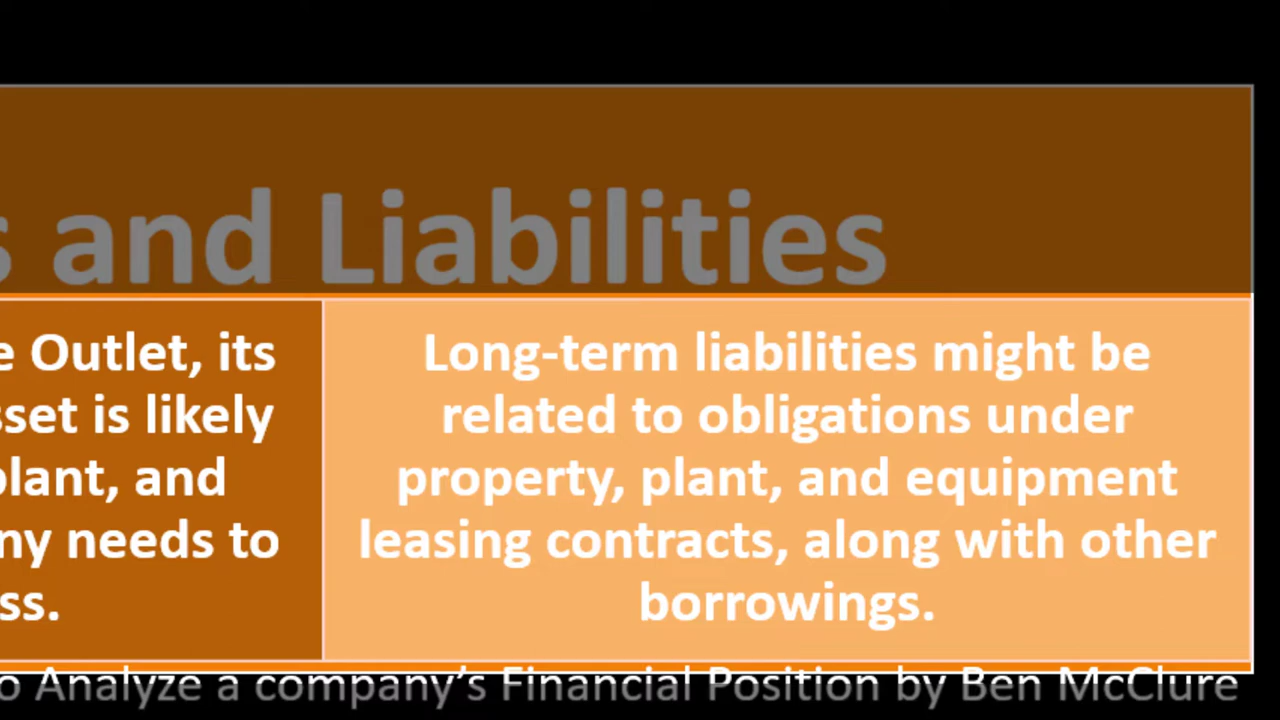 s and Liabilities
e Outlet, its
sset is likely
plant, and
ny needs to
ss.
Long-term liabilities might be
related to obligations under
property, plant, and equipment
leasing contracts, along with other
borrowings.
o Analyze a company's Financial Position by Ben McClure